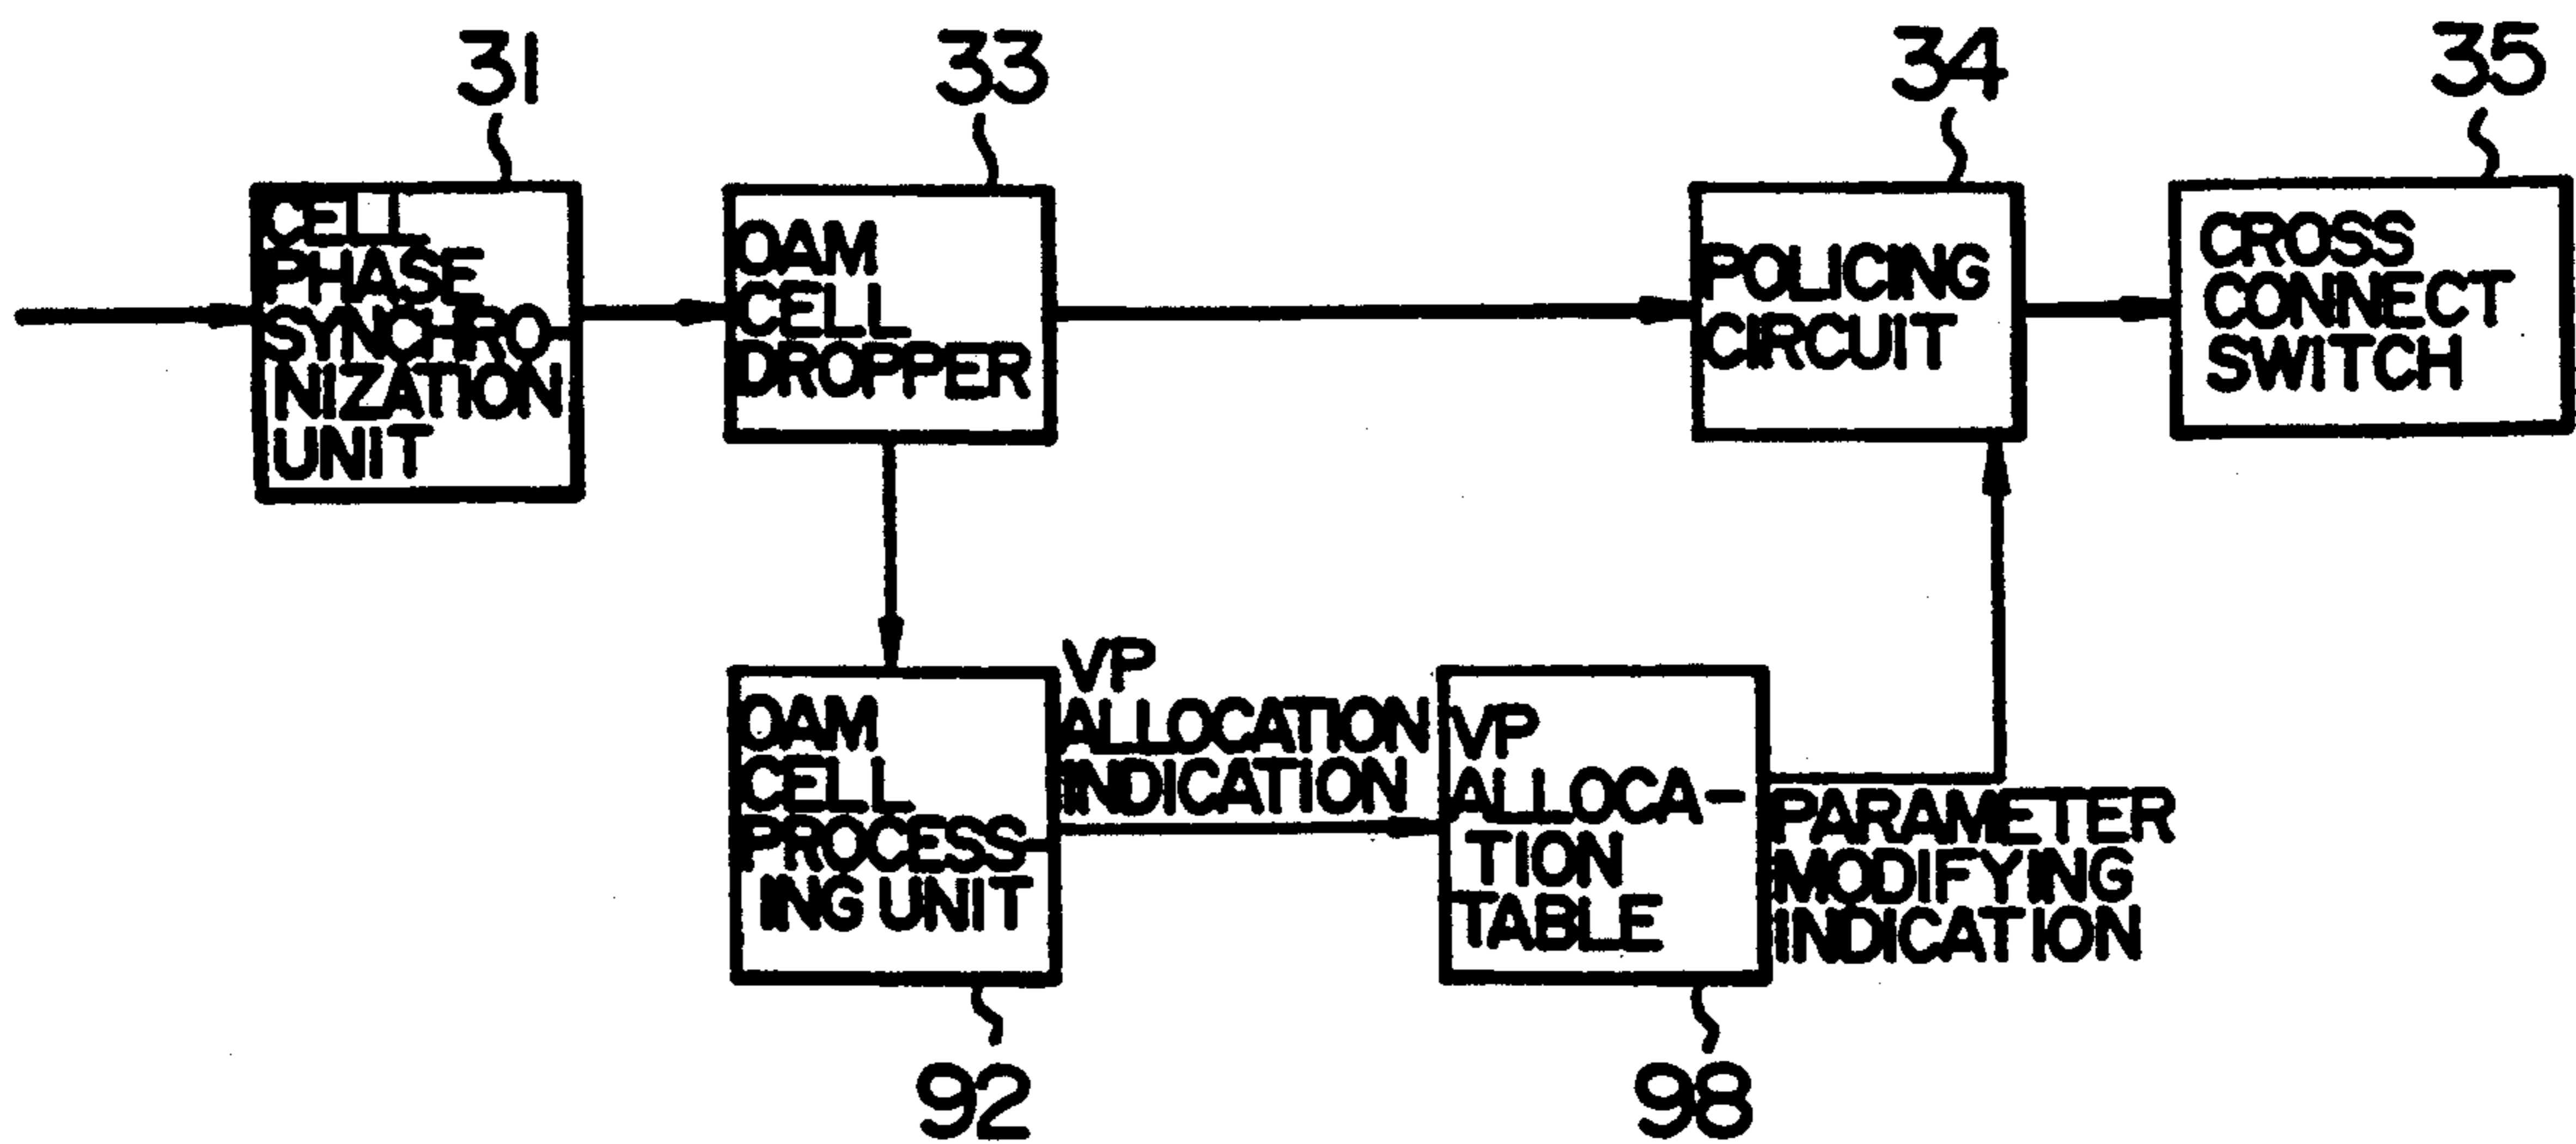 31
33
34
35
CELL
PHASE
SYNCHRO-
NIZATION
UNIT
OAM
CELL
DROPPER
POLICING
CIRCUIT
CROSS
CONNECT
SWITCH
OAM
CELL
PROCESS-
ING UNIT
VP
ALLOCATION
INDICATION
VP
ALLOCA-
TION
TABLE
PARAMETER
MODIFYING
INDICATION
92
98